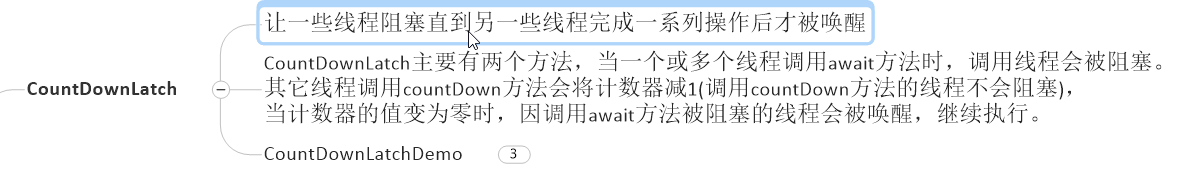 让一些线程阻塞直到另一些线程完成一系列操作后才被唤醒
CountDownLatch主要有两个方法，当一个或多个线程调用await方法时，调用线程会被阻塞。
CountDownLatch
其它线程调用countDown方法会将计数器减1(调用countDown方法的线程不会阻塞)，
当计数器的值变为零时，因调用await方法被阻塞的线程会被唤醒，继续执行。
CountDownLatchDemo 3